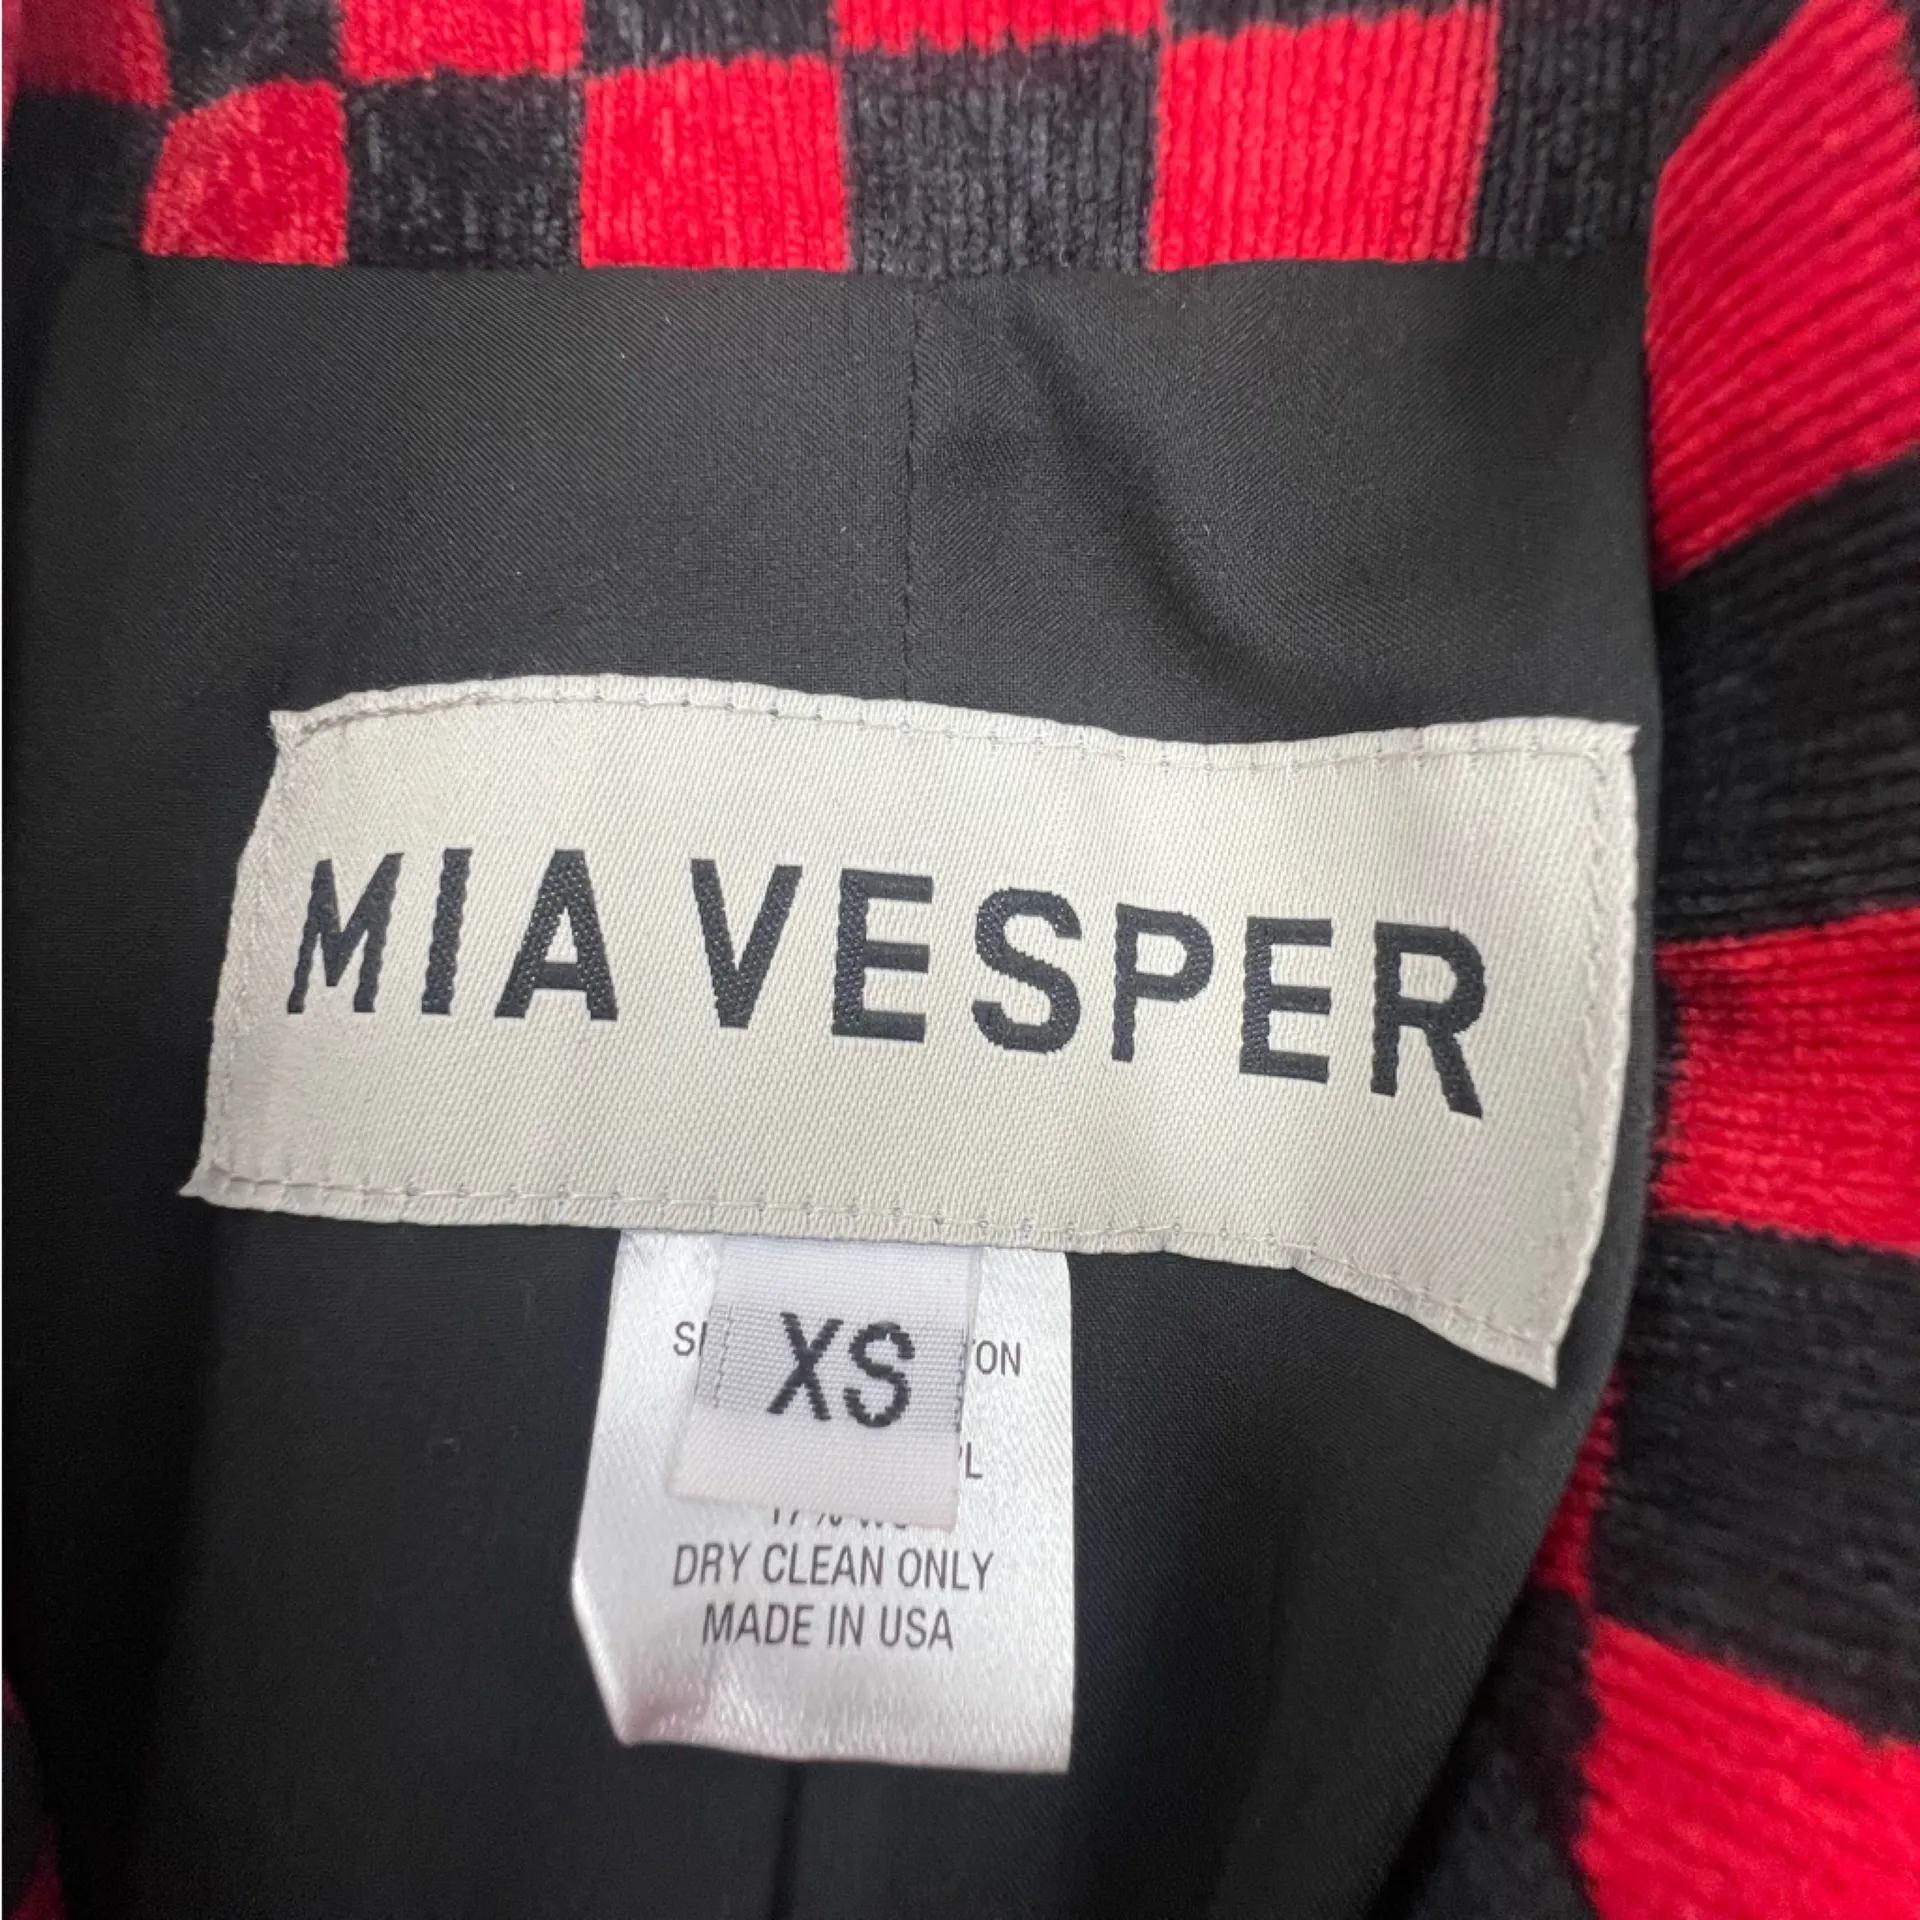 MIA VESPER
XS
DRY CLEAN ONLY
MADE IN USA